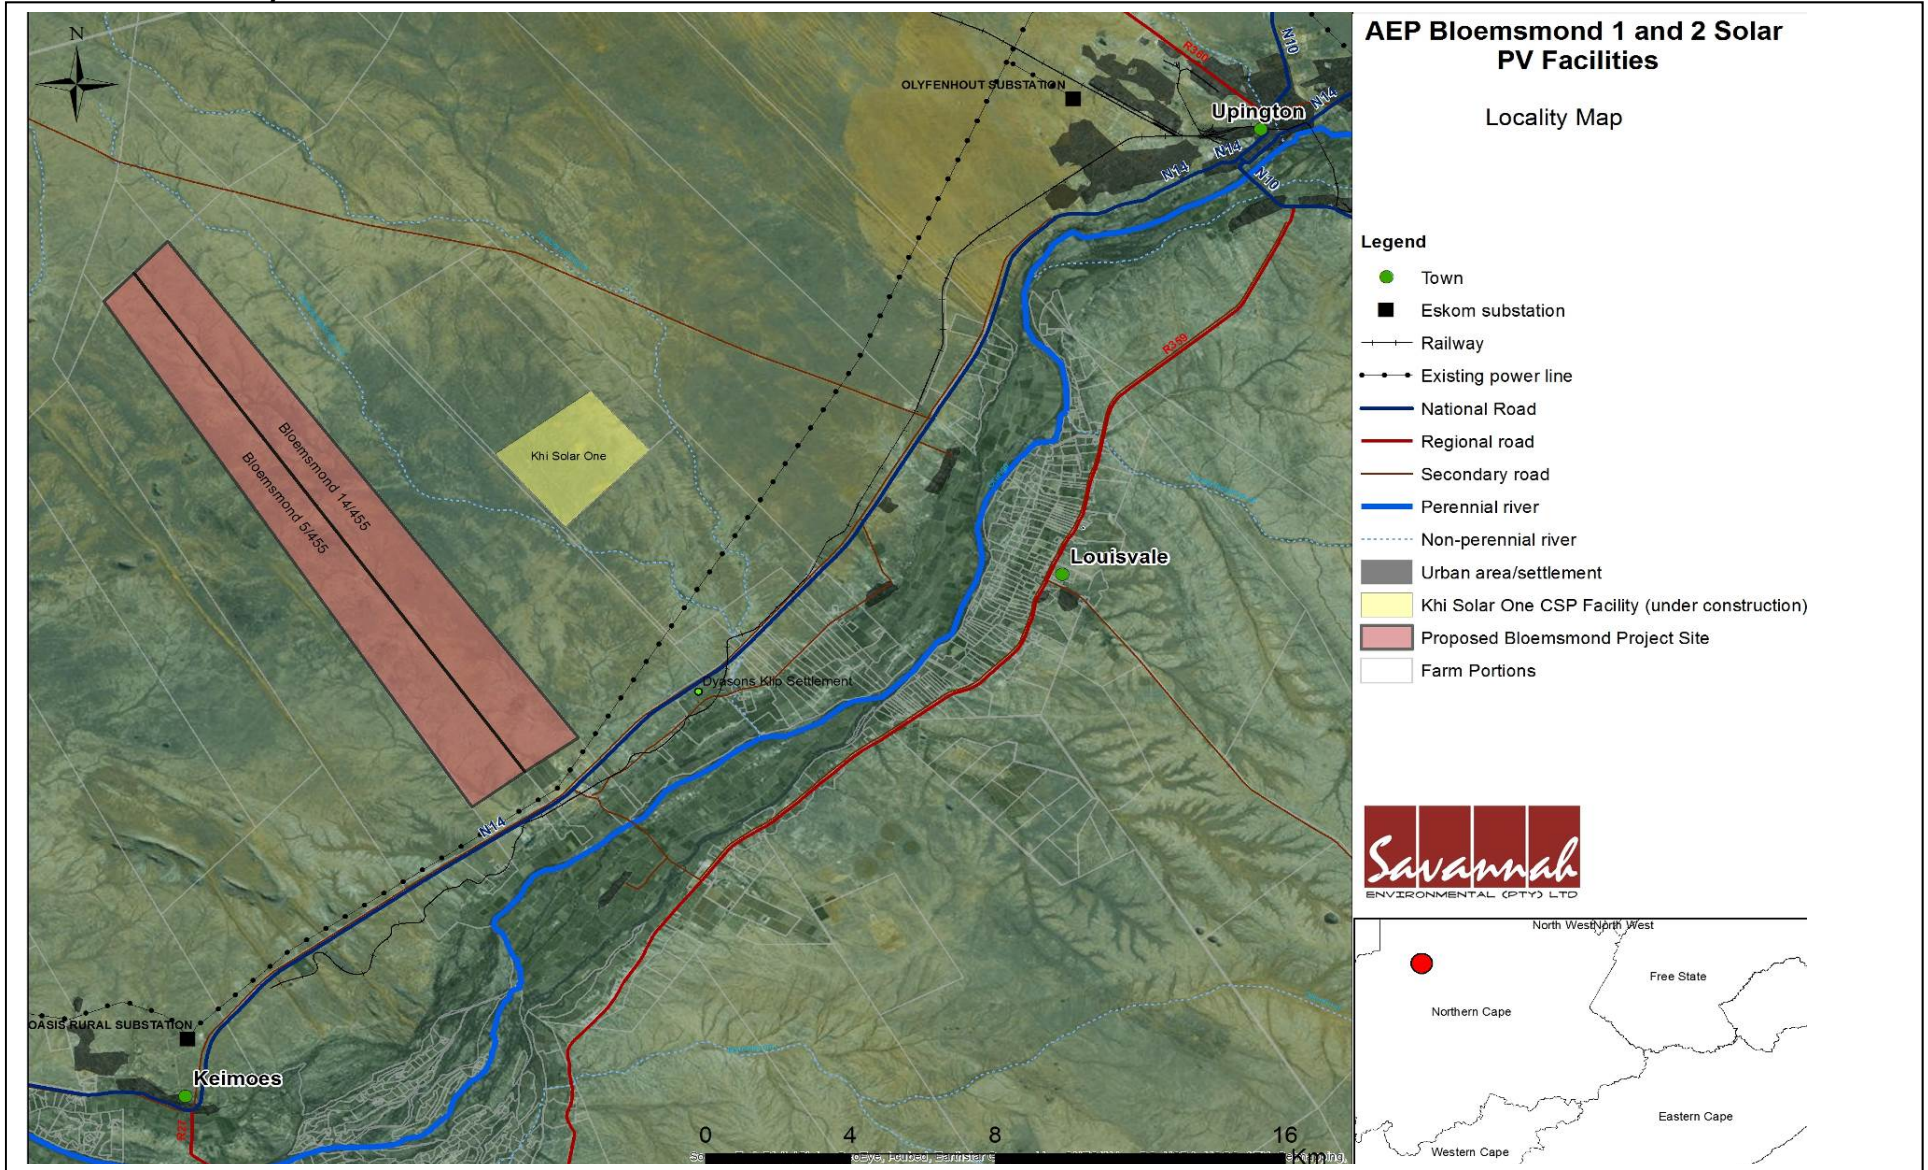 AEP Bloemsmond 1 and 2 Solar
PV Facilities
Locality Map
N
OLYFENHOUT SUBSTATION
R360
N10
N14
Upington
N14
N14
N10
R359
Khi Solar One
Bloemsmond 14/455
Bloemsmond 5/455
Louisvale
Dyasons Klip Settlement
N14
OASIS RURAL SUBSTATION
Keimoes
R27
0 4 8 16
Km
Legend
Town
Eskom substation
Railway
Existing power line
National Road
Regional road
Secondary road
Perennial river
Non-perennial river
Urban area/settlement
Khi Solar One CSP Facility (under construction)
Proposed Bloemsmond Project Site
Farm Portions
Savannah
ENVIRONMENTAL (PTY) LTD
North West North West
Free State
Northern Cape
Eastern Cape
Western Cape